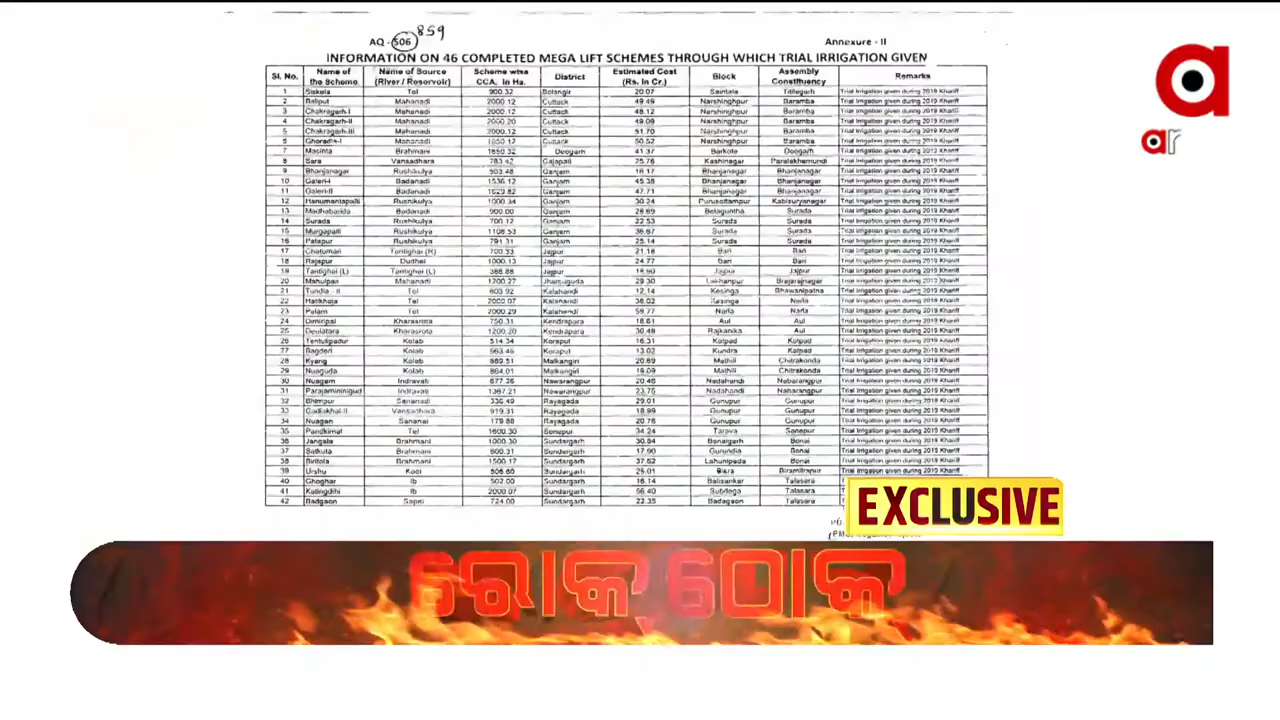 859
AQ - 506
Annexure - II
INFORMATION ON 46 COMPLETED MEGA LIFT SCHEMES THROUGH WHICH TRIAL IRRIGATION GIVEN
Sl. No. Name of the Scheme Name of Source (River / Reservoir) Scheme wise CCA. in Ha. District Estimated Cost (Rs. in Cr.) Block Assembly Constituency Remarks
1 Tel 900.32 Bolangir 20.07 Saintala Titilagarh Trial Irrigation given during 2019 Khariff
2 Baliput Mahanadi 2000.12 Cuttack 49.49 Narshinghpur Baramba Trial Irrigation given during 2019 Khariff
3 Chakragarh-I Mahanadi 2000.12 Cuttack 48.12 Narshinghpur Baramba Trial Irrigation given during 2019 Khariff
4 Chakragarh-II Mahanadi 2000.20 Cuttack 49.09 Narshinghpur Baramba Trial Irrigation given during 2019 Khariff
5 Chakragarh-III Mahanadi 2000.12 Cuttack 51.70 Narshinghpur Baramba Trial Irrigation given during 2019 Khariff
6 Mahanadi Cuttack 50.52 Narshinghpur Baramba Trial Irrigation given during 2019 Khariff
7 Masinta Brahmani 1650.32 Deogarh 41.37 Barkote Deogarh Trial Irrigation given during 2019 Khariff
8 Sara Vansadhara 783.42 Gajapati 25.76 Kashinagar Paralakhemundi Trial Irrigation given during 2019 Khariff
9 Bhanjanagar Rushikulya 503.48 Ganjam 16.17 Bhanjanagar Bhanjanagar Trial Irrigation given during 2019 Khariff
10 Galeri-I Badanadi 1536.12 Ganjam 45.35 Bhanjanagar Bhanjanagar Trial Irrigation given during 2019 Khariff
11 Galeri-II Badanadi 1629.82 Ganjam 47.71 Bhanjanagar Bhanjanagar Trial Irrigation given during 2019 Khariff
12 Hanumantapalli Rushikulya 1000.34 Ganjam 30.24 Purusottampur Kabisuryanagar Trial Irrigation given during 2019 Khariff
13 Madhabarida Badanadi 900.00 Ganjam 28.69 Belaguntha Surada Trial Irrigation given during 2019 Khariff
14 Surada Rushikulya 700.12 Ganjam 22.53 Surada Surada Trial Irrigation given during 2019 Khariff
15 Murgapalli Rushikulya 1108.53 Ganjam 38.67 Surada Surada Trial Irrigation given during 2019 Khariff
16 Patapur Rushikulya 791.31 Ganjam 25.14 Surada Surada Trial Irrigation given during 2019 Khariff
17 Chatumari Tantighai (R) 700.33 Jajpur 21.18 Bari Bari Trial Irrigation given during 2019 Khariff
18 Rajapur Dudhei 1000.13 Jajpur 24.77 Bari Bari Trial Irrigation given during 2019 Khariff
19 Tantighai (L) Tantighai (L) 388.88 Jajpur Jajpur Jajpur Trial Irrigation given during 2019 Khariff
20 Mahulpas Mahanadi 1200.27 Jharsuguda 29.30 Lakhanpur Brajarajnagar Trial Irrigation given during 2019 Khariff
21 Tundla - II Tel 603.92 Kalahandi 12.14 Kesinga Bhawanipatna Trial Irrigation given during 2019 Khariff
22 Hatikhoja Tel 2000.07 Kalahandi 38.02 Kesinga Narla Trial Irrigation given during 2019 Khariff
23 Palam Tel 2000.29 Kalahandi 59.77 Narla Narla Trial Irrigation given during 2019 Khariff
24 Dimiripal Kharasrota 750.31 Kendrapara 18.61 Aul Aul Trial Irrigation given during 2019 Khariff
25 Deulatara Kharasrota 1200.20 Kendrapara 30.48 Rajkanika Aul Trial Irrigation given during 2019 Khariff
26 Tentulipadur Kolab 514.34 Koraput 16.31 Kotpad Kotpad Trial Irrigation given during 2019 Khariff
27 Bagderi Kolab 563.46 Koraput 13.02 Kundra Kotpad Trial Irrigation given during 2019 Khariff
28 Kyang Kolab 669.51 Malkangiri 20.69 Mathili Chitrakonda Trial Irrigation given during 2019 Khariff
29 Nuaguda Kolab 864.01 Malkangiri 19.09 Mathili Chitrakonda Trial Irrigation given during 2019 Khariff
30 Nuagam Indravati 677.26 Nawarangpur 20.46 Nadahandi Nabarangpur Trial Irrigation given during 2019 Khariff
31 Indravati 1367.21 Nawarangpur 23.75 Nadahandi Nabarangpur Trial Irrigation given during 2019 Khariff
32 Bhimpur Sananadi 336.49 Rayagada 29.01 Gunupur Gunupur Trial Irrigation given during 2019 Khariff
33 Gadiakhal-II Vansadhara 919.31 Rayagada 18.99 Gunupur Gunupur Trial Irrigation given during 2019 Khariff
34 Nuagan Sananai 179.88 Rayagada 20.76 Gunupur Gunupur Trial Irrigation given during 2019 Khariff
35 Pandkimal Tel 1600.30 Sonepur 34.24 Tarava Sonepur Trial Irrigation given during 2019 Khariff
36 Jangala Brahmani 1000.30 Sundargarh 30.84 Bonaigarh Bonai Trial Irrigation given during 2019 Khariff
37 Satkuta Brahmani 600.31 Sundargarh 17.90 Gurundia Bonai Trial Irrigation given during 2019 Khariff
38 Biritola Brahmani 1500.17 Sundargarh 37.62 Lahunipada Bonai Trial Irrigation given during 2019 Khariff
39 Urshu Koel 506.60 Sundargarh 25.01 Bisra Biramitrapur Trial Irrigation given during 2019 Khariff
40 Ghoghar Ib 502.00 Sundargarh 16.14 Balisankar Talasara
41 Katingdihi Ib 2000.07 Sundargarh 56.40 Subdega Talasara
42 Badgaon Sapai 724.00 Sundargarh 22.35 Badagaon Talasara
EXCLUSIVE
ରୋକ୍ ଠୋକ୍
a
ar